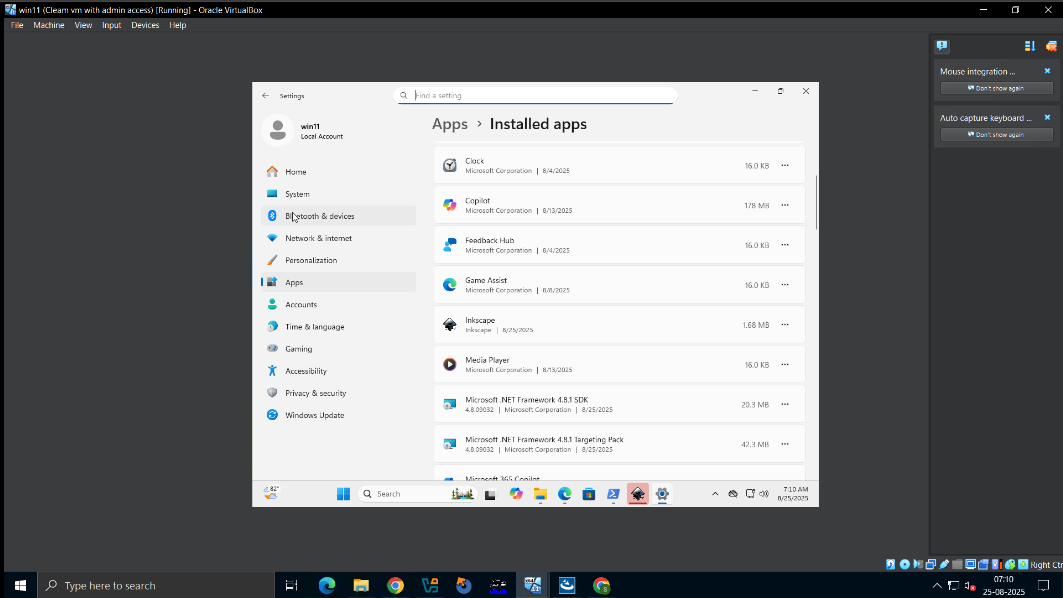 win11 (Cleam vm with admin access) [Running] - Oracle VirtualBox
File Machine View Input Devices Help
Mouse integration ...
Don't show again
Auto capture keyboard ...
Don't show again
Settings
Find a setting
win11
Local Account
Home
System
Bluetooth & devices
Network & internet
Personalization
Apps
Accounts
Time & language
Gaming
Accessibility
Privacy & security
Windows Update
Apps > Installed apps
Clock
Microsoft Corporation | 8/4/2025
16.0 KB
Copilot
Microsoft Corporation | 8/13/2025
178 MB
Feedback Hub
Microsoft Corporation | 8/4/2025
16.0 KB
Game Assist
Microsoft Corporation | 8/8/2025
16.0 KB
Inkscape
Inkscape | 8/25/2025
1.68 MB
Media Player
Microsoft Corporation | 8/13/2025
16.0 KB
Microsoft .NET Framework 4.8.1 SDK
4.8.09032 | Microsoft Corporation | 8/25/2025
20.3 MB
Microsoft .NET Framework 4.8.1 Targeting Pack
4.8.09032 | Microsoft Corporation | 8/25/2025
42.3 MB
Microsoft 365 Copilot
82°
Search
7:10 AM
8/25/2025
Right Ctr
Type here to search
07:10
25-08-2025